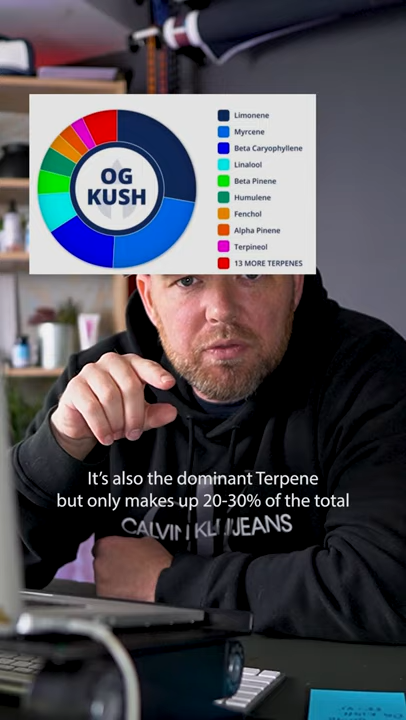 OG
KUSH
Limonene
Myrcene
Beta Caryophyllene
Linalool
Beta Pinene
Humulene
Fenchol
Alpha Pinene
Terpineol
13 MORE TERPENES
It's also the dominant Terpene
but only makes up 20-30% of the total
CALVIN KLEIN JEANS